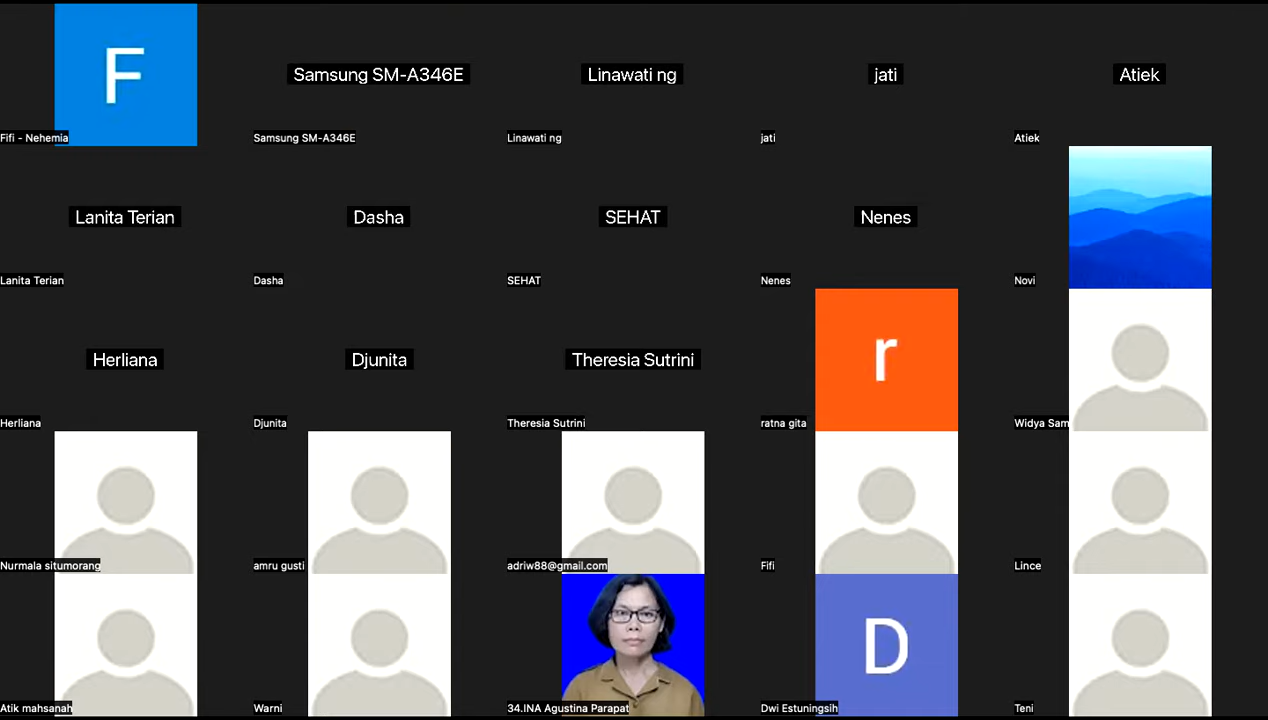 F
Samsung SM-A346E
Linawati ng
jati
Atiek
Fifi - Nehemia
Samsung SM-A346E
Linawati ng
jati
Atiek
Lanita Terian
Dasha
SEHAT
Nenes
Lanita Terian
Dasha
SEHAT
Nenes
Novi
Herliana
Djunita
Theresia Sutrini
r
Herliana
Djunita
Theresia Sutrini
ratna gita
Widya Sam
Nurmala situmorang
amru gusti
adriw88@gmail.com
Fifi
Lince
D
Atik mahsanah
Warni
34.INA Agustina Parapat
Dwi Estuningsih
Teni